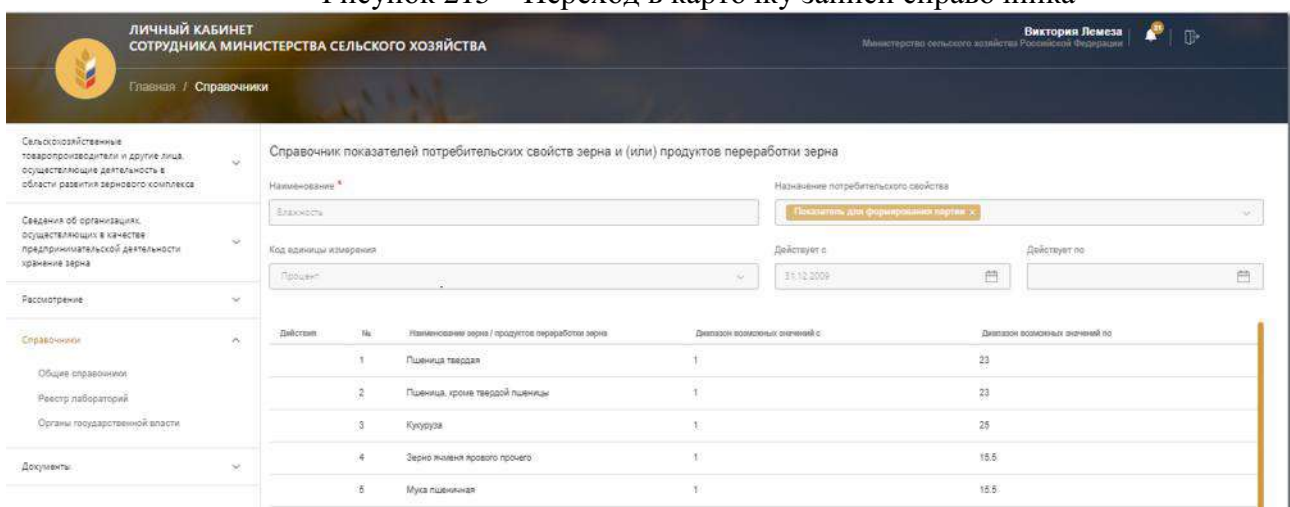 Рисунок 215 – Переход в карточку записи справочника
ЛИЧНЫЙ КАБИНЕТ
СОТРУДНИКА МИНИСТЕРСТВА СЕЛЬСКОГО ХОЗЯЙСТВА
Виктория Лемеза
Министерство сельского хозяйства Российской Федерации
Главная / Справочники
Сельскохозяйственные
товаропроизводители и другие лица,
осуществляющие деятельность в
области развития зернового комплекса
Сведения об организациях,
осуществляющих в качестве
предпринимательской деятельности
хранение зерна
Рассмотрение
Справочники
Общие справочники
Реестр лабораторий
Органы государственной власти
Документы
Справочник показателей потребительских свойств зерна и (или) продуктов переработки зерна
Наименование *
Назначение потребительского свойства
Влажность
Показатель для формирования партии ×
Код единицы измерения
Действует с
Действует по
Процент
31.12.2009
Действия № Наименование зерна / продуктов переработки зерна Диапазон возможных значений с Диапазон возможных значений по
1 Пшеница твердая 1 23
2 Пшеница, кроме твердой пшеницы 1 23
3 Кукуруза 1 25
4 Зерно ячменя ярового прочего 1 15.5
5 Мука пшеничная 1 15.5